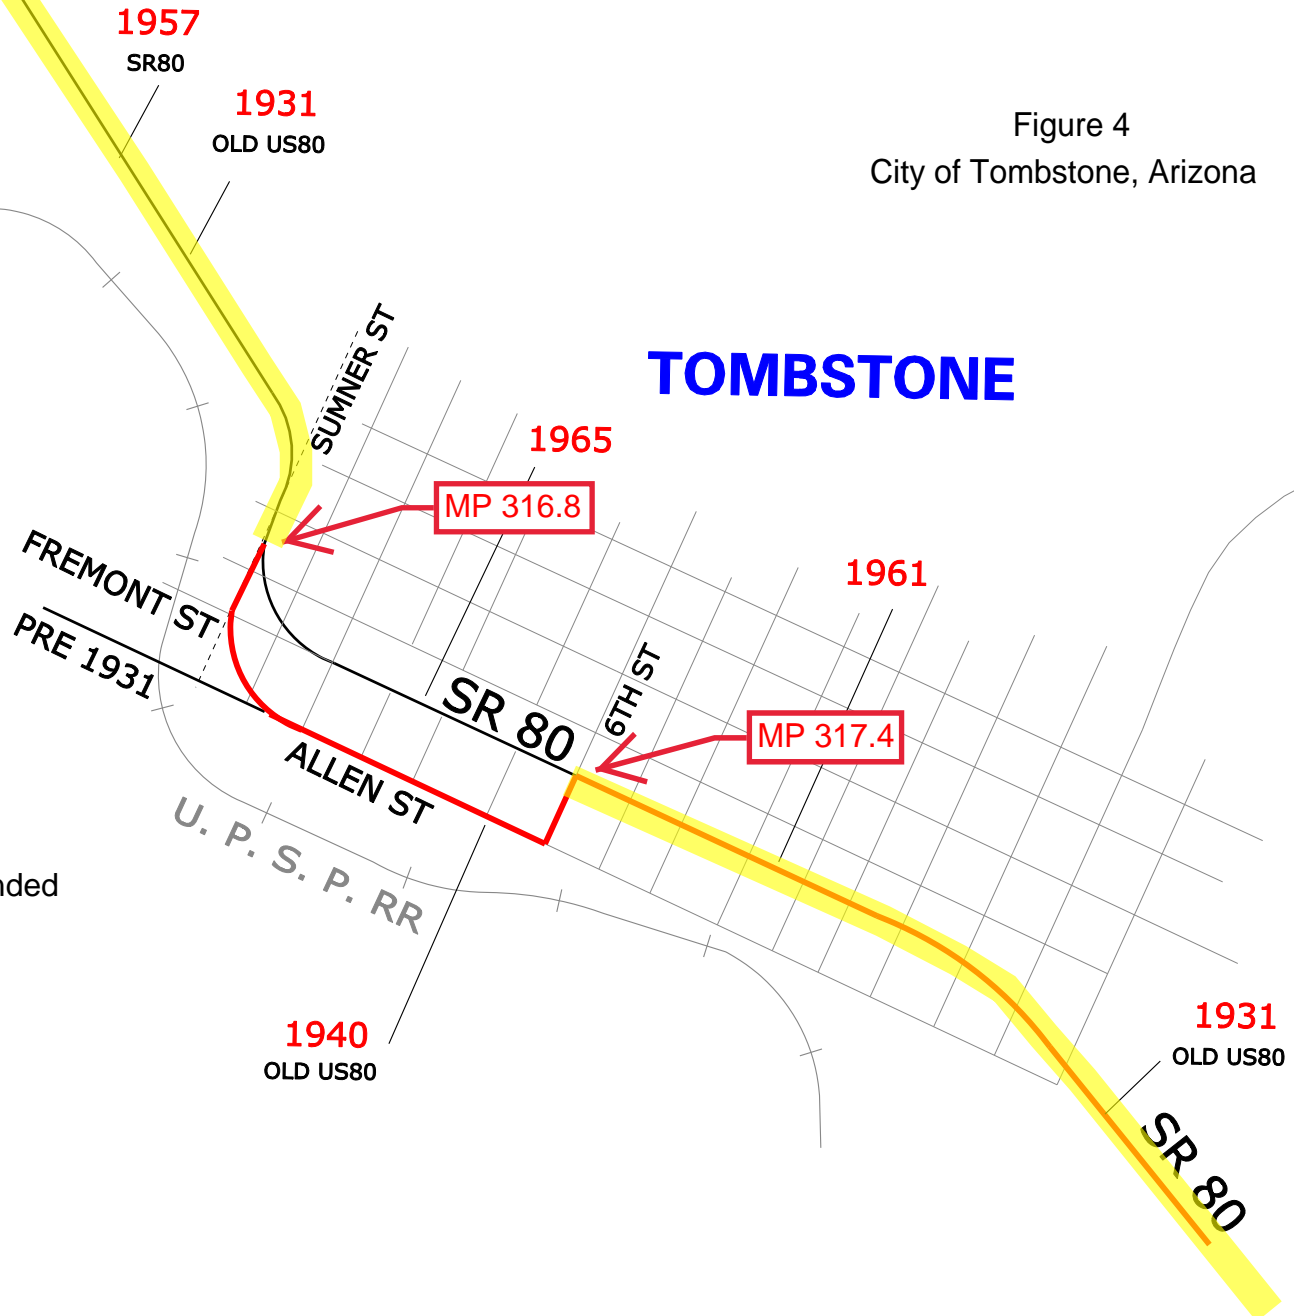 1957
SR80
1931
OLD US80
Figure 4
City of Tombstone, Arizona
SUMNER ST
TOMBSTONE
1965
MP 316.8
FREMONT ST
PRE 1931
1961
6TH ST
SR 80
MP 317.4
ALLEN ST
U. P. S. P. RR
nded
1940
OLD US80
1931
OLD US80
SR 80